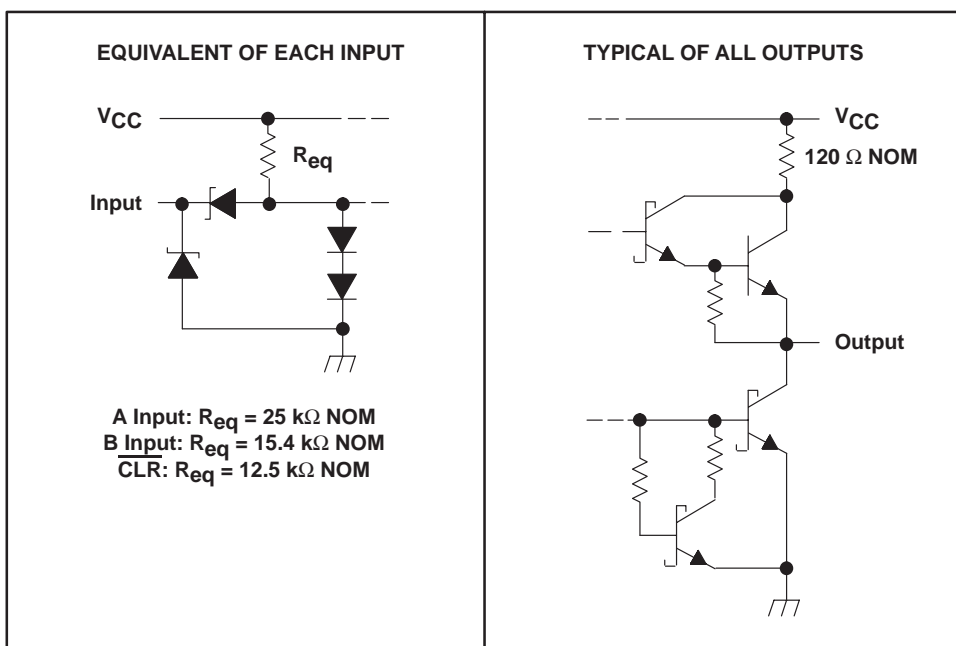 EQUIVALENT OF EACH INPUT
VCC
Req
Input
A Input: Req = 25 kΩ NOM
B Input: Req = 15.4 kΩ NOM
CLR: Req = 12.5 kΩ NOM
TYPICAL OF ALL OUTPUTS
VCC
120 Ω NOM
Output